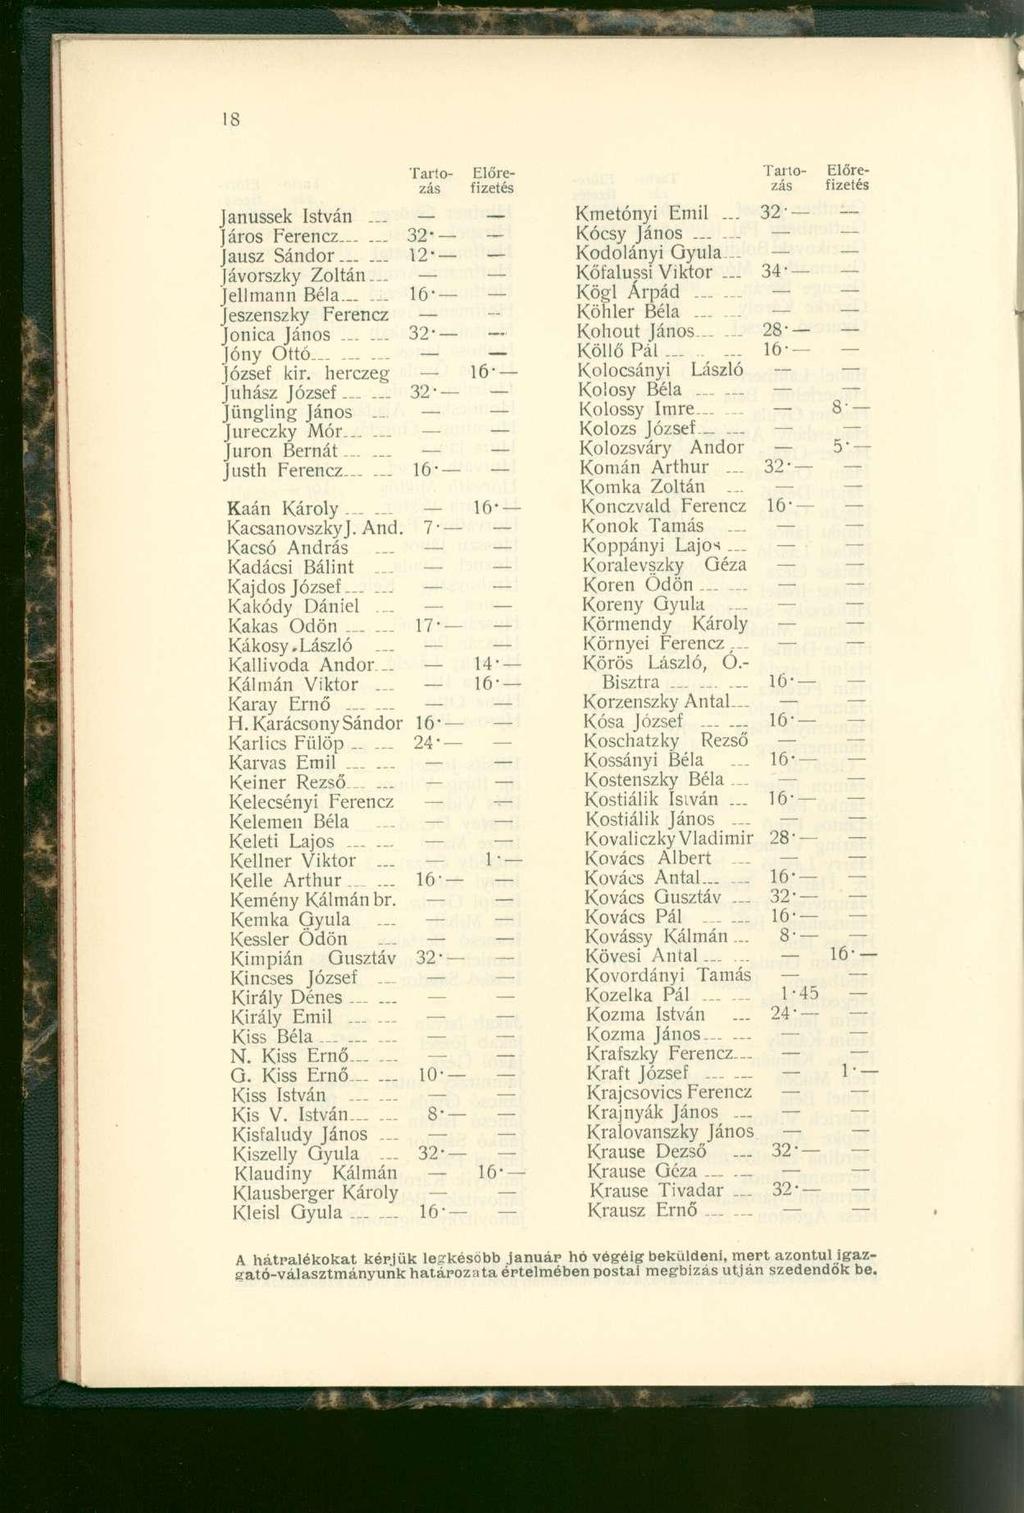 18
Tarto- Előre-
zás fizetés
Janussek István ... — —
Járos Ferencz... ... 32·— —
Jausz Sándor... ... 12·— —
Jávorszky Zoltán... — —
Jellmann Béla... ... 16·— —
Jeszenszky Ferencz — —
Jonica János ... ... 32·— —
Jóny Ottó... ... ... — —
József kir. herczeg — 16·—
Juhász József... ... 32·— —
Jüngling János ... — —
Jureczky Mór... ... — —
Juron Bernát... ... — —
Justh Ferencz... ... 16·— —
Kaán Károly... ... — 16·—
Kacsanovszky J. And. 7·— —
Kacsó András ... — —
Kadácsi Bálint ... — —
Kajdos József... ... — —
Kakódy Dániel ... — —
Kakas Odön ... ... 17·— —
Kákosy László ... — —
Kallivoda Andor... — 14·—
Kálmán Viktor ... — 16·—
Karay Ernő ... ... — —
H. Karácsony Sándor 16·— —
Karlics Fülöp ... ... 24·— —
Karvas Emil ... ... — —
Keiner Rezső... ... — —
Kelecsényi Ferencz — —
Kelemen Béla ... — —
Keleti Lajos ... ... — —
Kellner Viktor ... — 1·—
Kelle Arthur ... ... 16·— —
Kemény Kálmán br. — —
Kemka Gyula ... — —
Kessler Ödön ... — —
Kimpián Gusztáv 32·— —
Kincses József ... — —
Király Dénes ... ... — —
Király Emil ... ... — —
Kiss Béla ... ... ... — —
N. Kiss Ernő... ... — —
G. Kiss Ernő... ... 10·— —
Kiss István ... ... — —
Kis V. István... ... 8·— —
Kisfaludy János ... — —
Kiszelly Gyula ... 32·— —
Klaudiny Kálmán — 16·—
Klausberger Károly — —
Kleisl Gyula ... ... 16·— —
Tarto- Előre-
zás fizetés
Kmetónyi Emil ... 32·— —
Kócsy János ... ... — —
Kodolányi Gyula... — —
Kőfalussi Viktor ... 34·— —
Kögl Árpád ... ... — —
Köhler Béla ... ... — —
Kohout János... ... 28·— —
Köllő Pál ... ... ... 16·— —
Kolocsányi László — —
Kolosy Béla ... ... — —
Kolossy Imre... ... — 8·—
Kolozs József... ... — —
Kolozsváry Andor — 5·—
Komán Arthur ... 32·— —
Komka Zoltán ... — —
Konczvald Ferencz 16·— —
Konok Tamás ... — —
Koppányi Lajos ... — —
Koralevszky Géza — —
Koren Ödön ... ... — —
Koreny Gyula ... — —
Körmendy Károly — —
Környei Ferencz ... — —
Körös László, Ó.-
Bisztra ... ... ... 16·— —
Korzenszky Antal... — —
Kósa József ... ... 16·— —
Koschatzky Rezső — —
Kossányi Béla ... 16·— —
Kostenszky Béla ... — —
Kostiálik István ... 16·— —
Kostiálik János ... — —
Kovaliczky Vladimir 28·— —
Kovács Albert ... — —
Kovács Antal... ... 16·— —
Kovács Gusztáv ... 32·— —
Kovács Pál ... ... 16·— —
Kovássy Kálmán ... 8·— —
Kövesi Antal ... ... — 16·—
Kovordányi Tamás — —
Kozelka Pál ... ... 1·45 —
Kozma István ... 24·— —
Kozma János... ... — —
Krafszky Ferencz... — —
Kraft József ... ... — 1·—
Krajcsovics Ferencz — —
Krajnyák János ... — —
Kralovanszky János — —
Krause Dezső ... 32·— —
Krause Géza ... ... — —
Krause Tivadar ... 32·— —
Krausz Ernő ... ... — —
A hátralékokat kérjük legkésőbb január hó végéig beküldeni, mert azontul igaz-
gató-választmányunk határozata értelmében postai megbizás utján szedendők be.